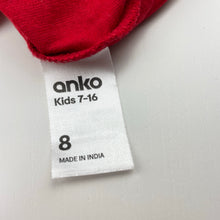 anko
Kids 7-16
8
MADE IN INDIA